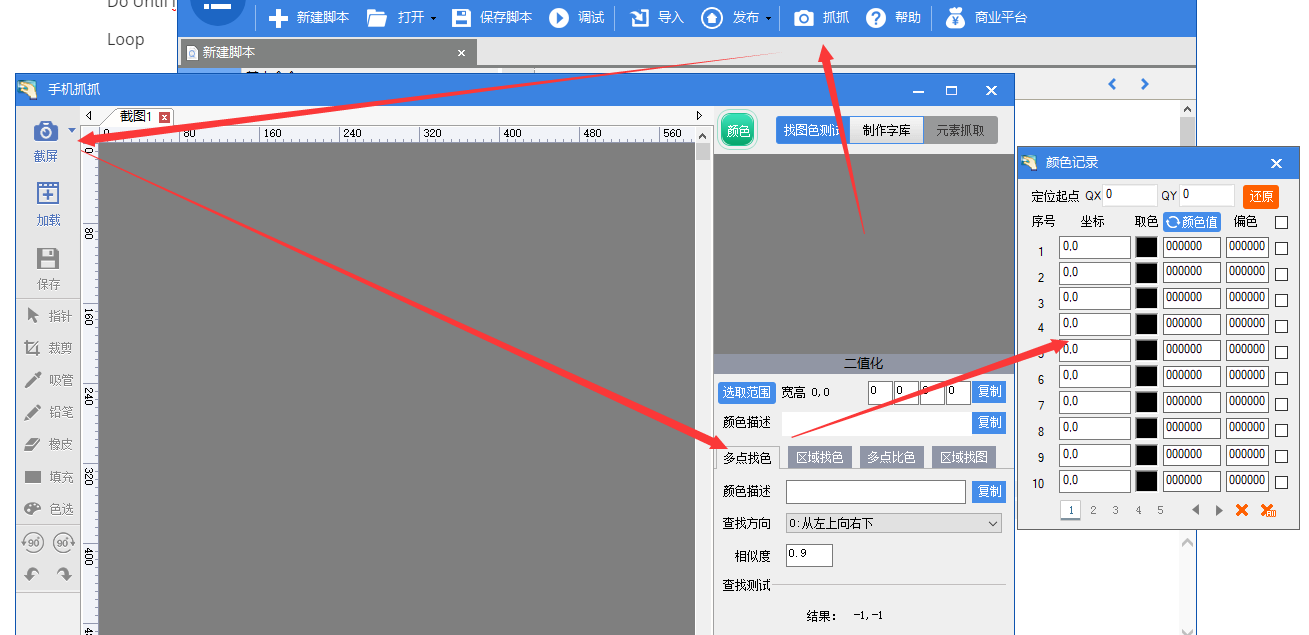 Do Until i
Loop
新建脚本 打开 保存脚本 调试 导入 发布 抓抓 帮助 商业平台
新建脚本
手机抓抓
截图1
0 80 160 240 320 400 480 560
截屏
加载
保存
指针
裁剪
吸管
铅笔
橡皮
填充
色选
90 90
0
80
160
240
320
400
颜色 找图色测试 制作字库 元素抓取
二值化
选取范围 宽高 0,0 0 0 0 0 复制
颜色描述 复制
多点找色 区域找色 多点比色 区域找图
颜色描述 复制
查找方向 0:从左上向右下
相似度 0.9
查找测试
结果: -1,-1
颜色记录
定位起点 QX 0 QY 0 还原
序号 坐标 取色 颜色值 偏色
1 0,0 000000 000000
2 0,0 000000 000000
3 0,0 000000 000000
4 0,0 000000 000000
5 0,0 000000 000000
6 0,0 000000 000000
7 0,0 000000 000000
8 0,0 000000 000000
9 0,0 000000 000000
10 0,0 000000 000000
1 2 3 4 5